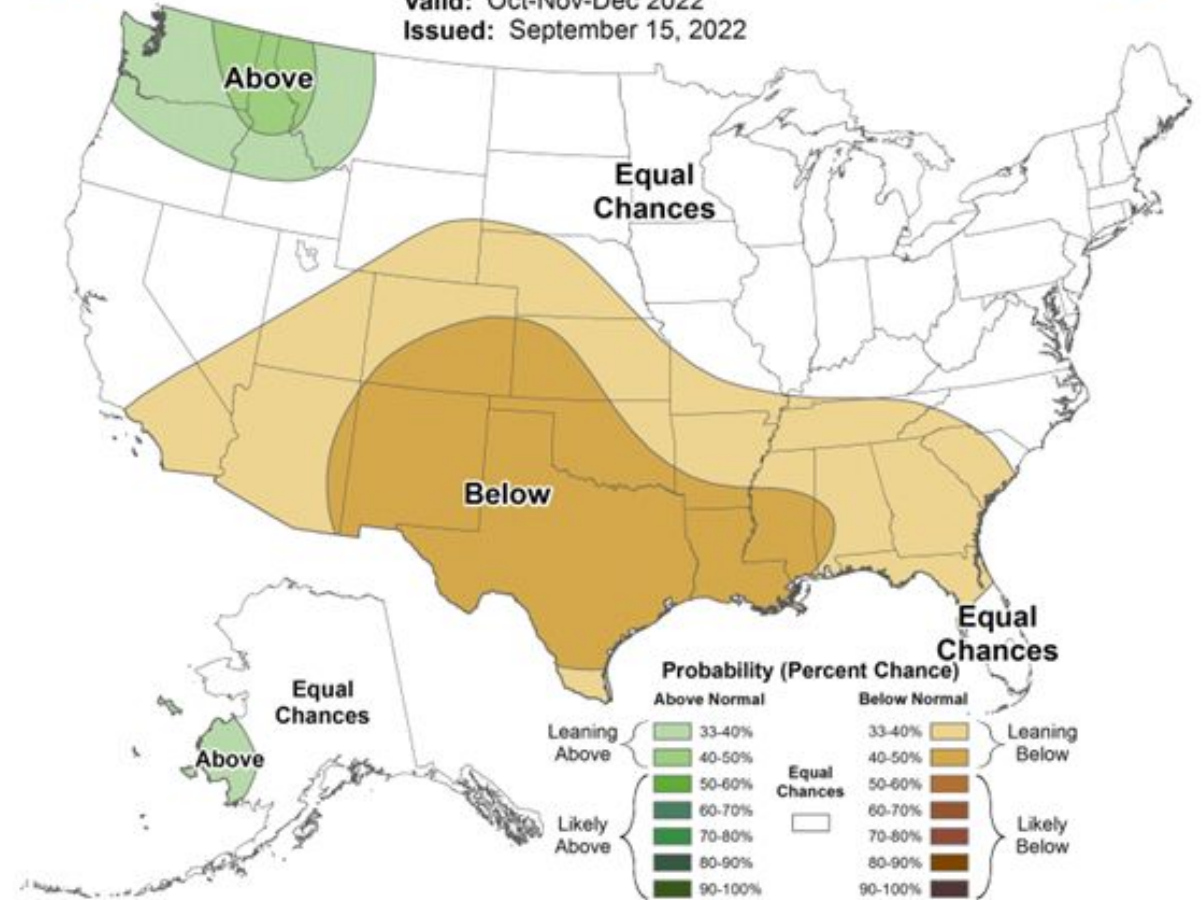 Valid: Oct-Nov-Dec 2022
Issued: September 15, 2022
Above
Equal
Chances
Below
Equal
Chances
Equal
Chances
Above
Probability (Percent Chance)
Above Normal
Below Normal
Leaning
Above
33-40%
40-50%
Likely
Above
50-60%
60-70%
70-80%
80-90%
90-100%
Equal
Chances
33-40%
40-50%
Leaning
Below
50-60%
60-70%
70-80%
80-90%
90-100%
Likely
Below